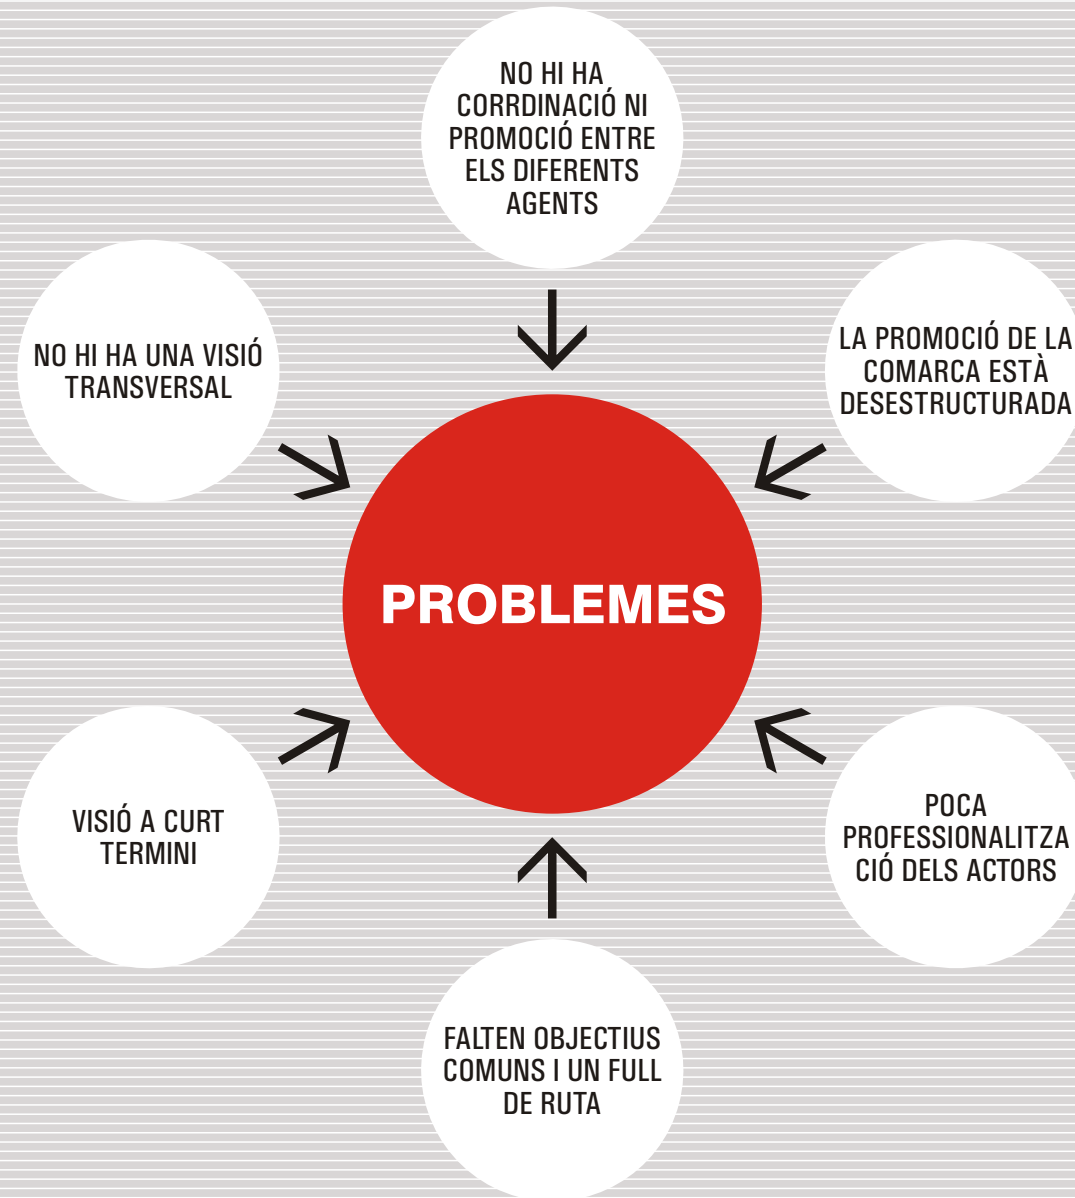 NO HI HA
CORRDINACIÓ NI
PROMOCIÓ ENTRE
ELS DIFERENTS
AGENTS
NO HI HA UNA VISIÓ
TRANSVERSAL
LA PROMOCIÓ DE LA
COMARCA ESTÀ
DESESTRUCTURADA
PROBLEMES
VISIÓ A CURT
TERMINI
POCA
PROFESSIONALITZA
CIÓ DELS ACTORS
FALTEN OBJECTIUS
COMUNS I UN FULL
DE RUTA